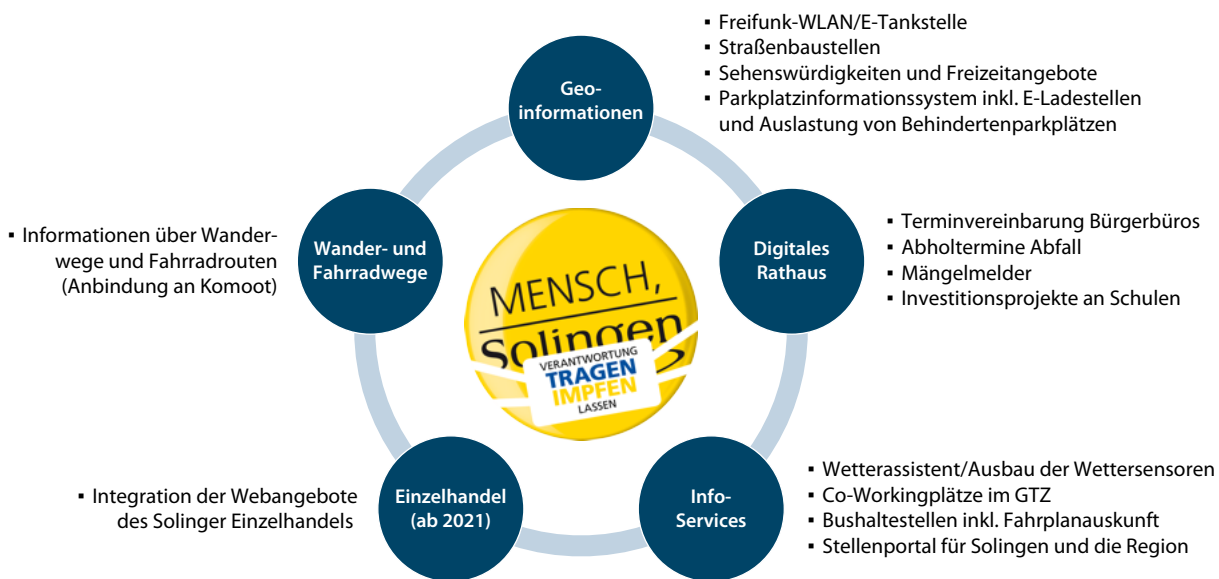 Geo-
informationen
▪ Freifunk-WLAN/E-Tankstelle
▪ Straßenbaustellen
▪ Sehenswürdigkeiten und Freizeitangebote
▪ Parkplatzinformationssystem inkl. E-Ladestellen
und Auslastung von Behindertenparkplätzen
▪ Informationen über Wander-
wege und Fahrradrouten
(Anbindung an Komoot)
Wander- und
Fahrradwege
MENSCH,
Solingen
VERANTWORTUNG
TRAGEN
IMPFEN
LASSEN
Digitales
Rathaus
▪ Terminvereinbarung Bürgerbüros
▪ Abholtermine Abfall
▪ Mängelmelder
▪ Investitionsprojekte an Schulen
▪ Integration der Webangebote
des Solinger Einzelhandels
Einzelhandel
(ab 2021)
Info-
Services
▪ Wetterassistent/Ausbau der Wettersensoren
▪ Co-Workingplätze im GTZ
▪ Bushaltestellen inkl. Fahrplanauskunft
▪ Stellenportal für Solingen und die Region